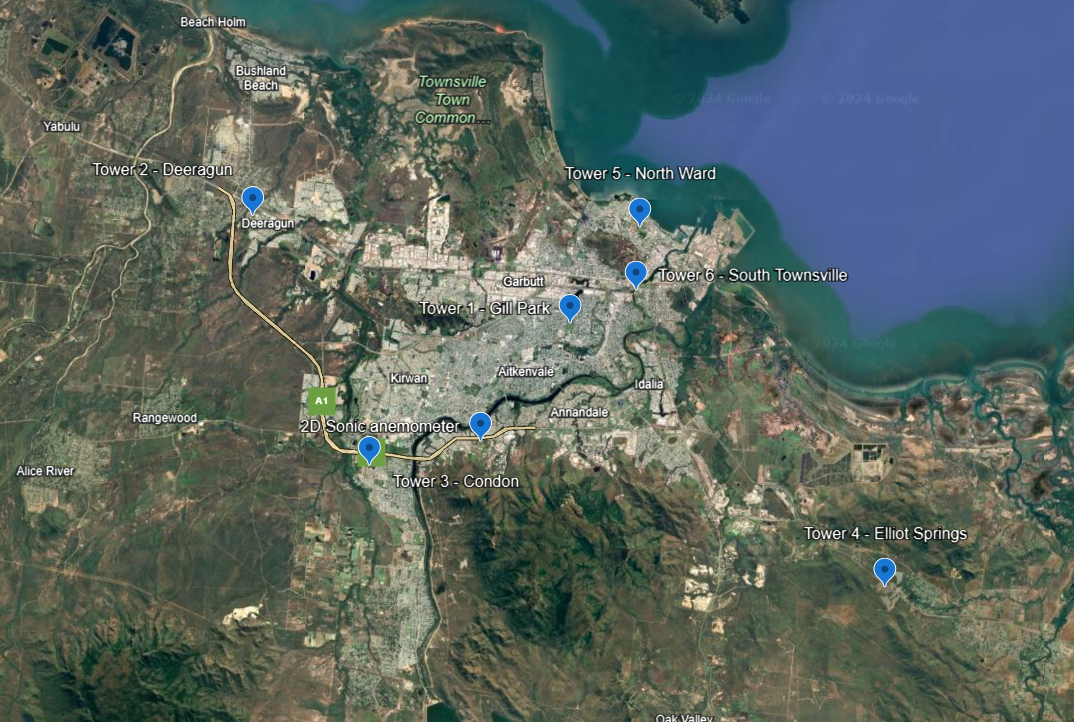 Beach Holm
Bushland
Beach
Townsville
Town
Common...
© 2024 Google
© 2024 Google
Yabulu
Tower 2 - Deeragun
Tower 5 - North Ward
Deeragun
Garbutt
Tower 6 - South Townsville
Tower 1 - Gill Park
© 2024 Google
Kirwan
Aitkenvale
Idalia
A1
Rangewood
Annandale
2D Sonic anemometer
Alice River
Tower 3 - Condon
Tower 4 - Elliot Springs
Oak Valley